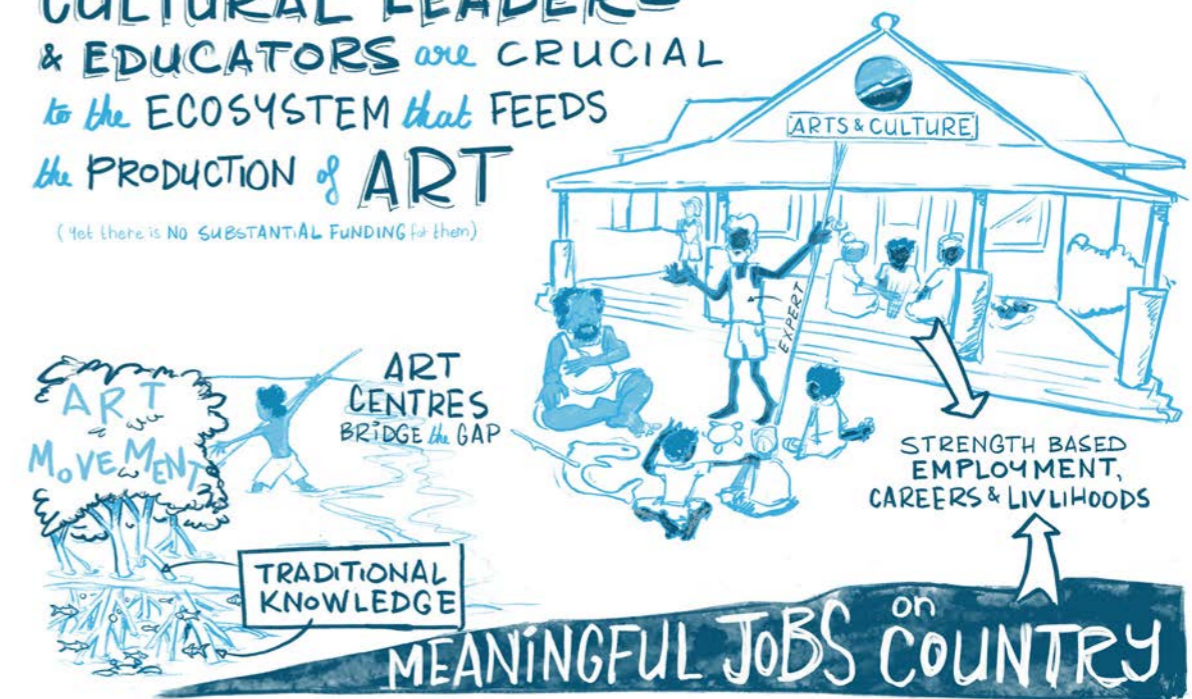 CULTURAL LEADERS
& EDUCATORS are CRUCIAL
to the ECOSYSTEM that FEEDS
the PRODUCTION of ART
(Yet there is NO SUBSTANTIAL FUNDING for them)
ARTS & CULTURE
EXPERT
ART
MOVEMENT
ART
CENTRES
BRIDGE the GAP
STRENGTH BASED
EMPLOYMENT,
CAREERS & LIVLIHOODS
TRADITIONAL
KNOWLEDGE
MEANINGFUL JOBS on COUNTRY